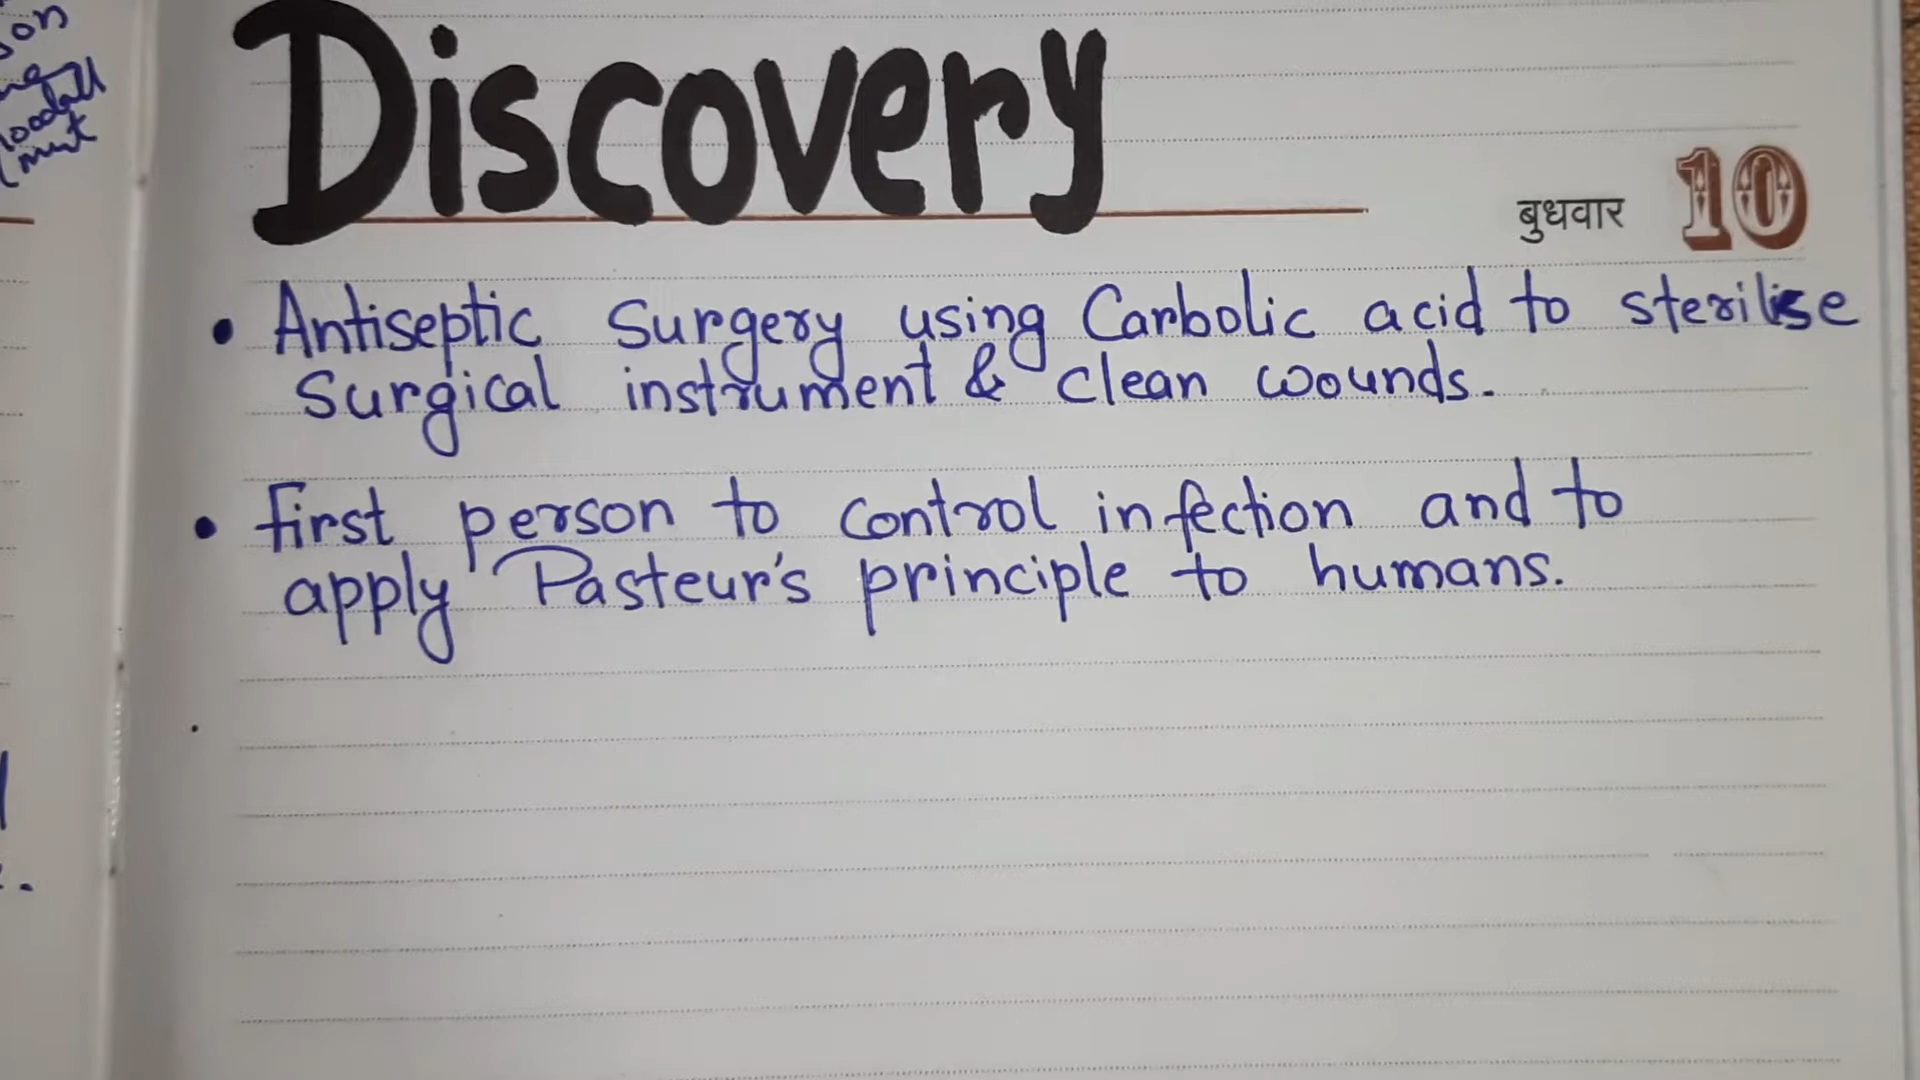 Discovery
बुधवार 10
• Antiseptic Surgery using Carbolic acid to sterilise
Surgical instrument & clean wounds.
• first person to control infection and to
apply Pasteur's principle to humans.